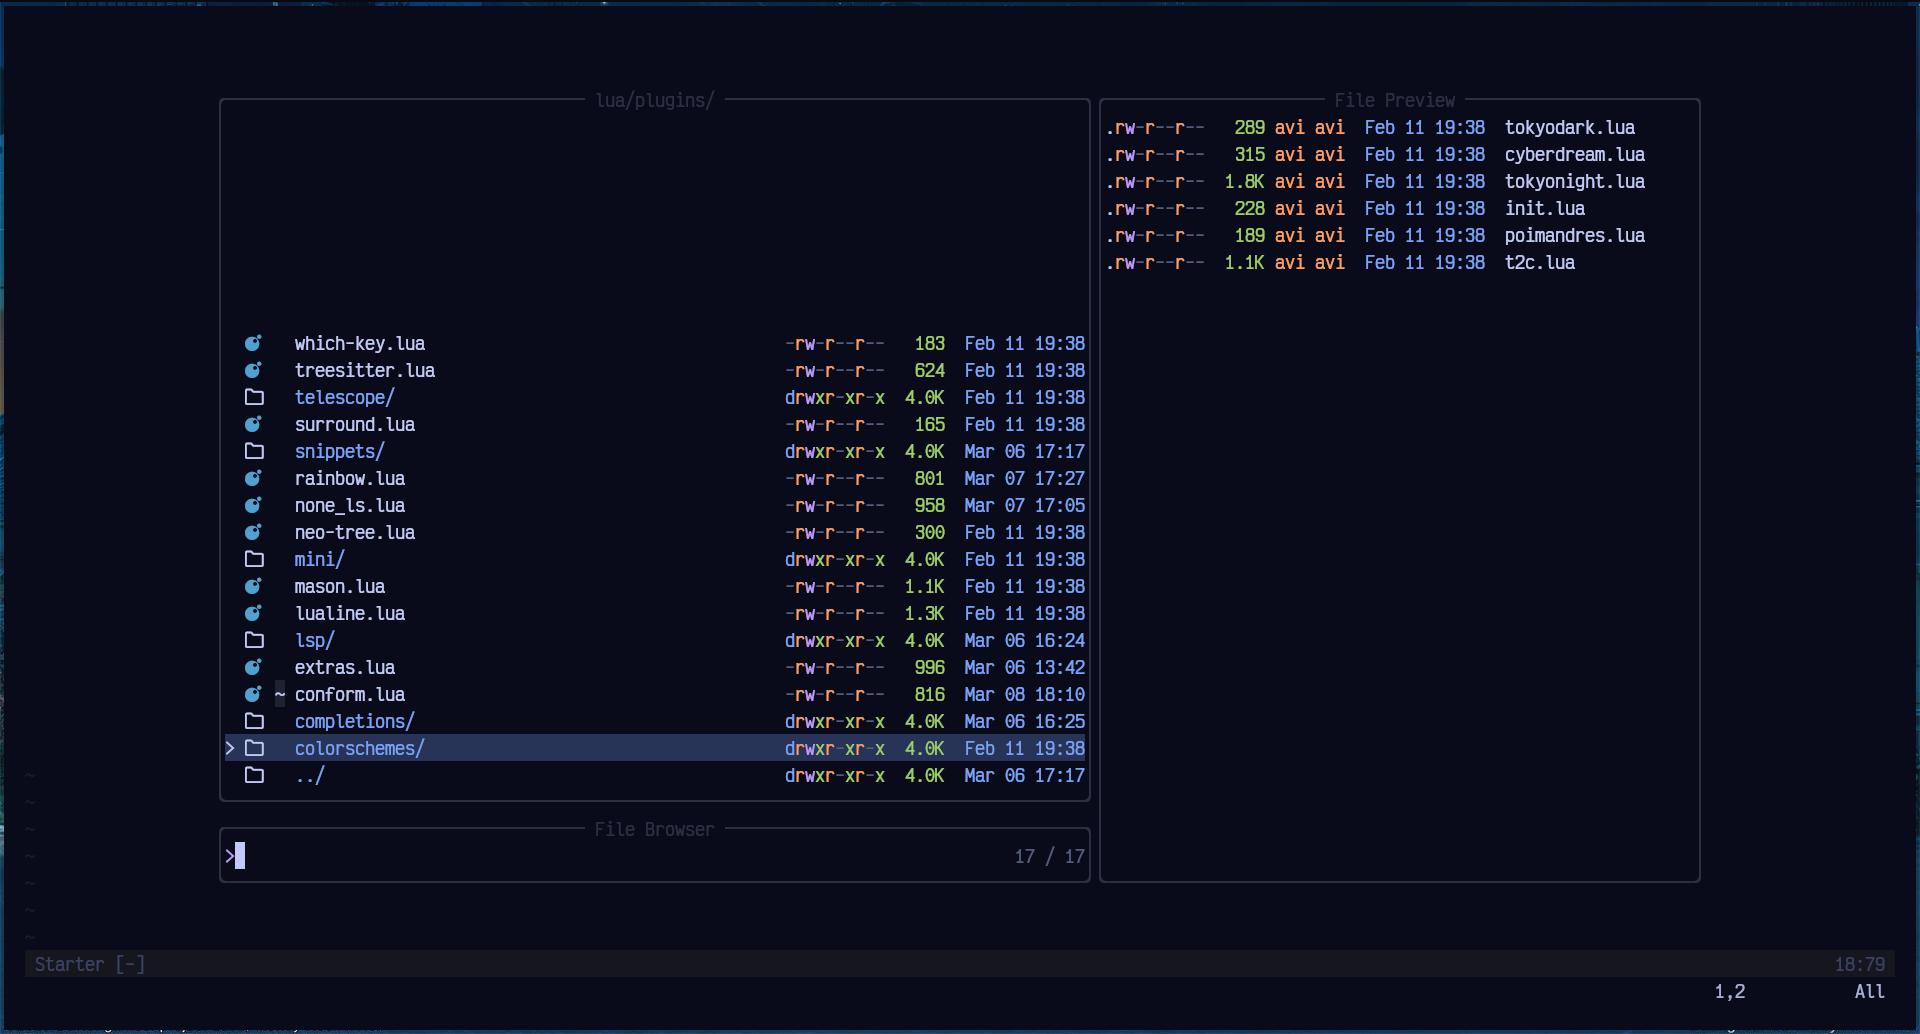 lua/plugins/
which-key.lua -rw-r--r-- 183 Feb 11 19:38
treesitter.lua -rw-r--r-- 624 Feb 11 19:38
telescope/ drwxr-xr-x 4.0K Feb 11 19:38
surround.lua -rw-r--r-- 165 Feb 11 19:38
snippets/ drwxr-xr-x 4.0K Mar 06 17:17
rainbow.lua -rw-r--r-- 801 Mar 07 17:27
none_ls.lua -rw-r--r-- 958 Mar 07 17:05
neo-tree.lua -rw-r--r-- 300 Feb 11 19:38
mini/ drwxr-xr-x 4.0K Feb 11 19:38
mason.lua -rw-r--r-- 1.1K Feb 11 19:38
lualine.lua -rw-r--r-- 1.3K Feb 11 19:38
lsp/ drwxr-xr-x 4.0K Mar 06 16:24
extras.lua -rw-r--r-- 996 Mar 06 13:42
~ conform.lua -rw-r--r-- 816 Mar 08 18:10
completions/ drwxr-xr-x 4.0K Mar 06 16:25
> colorschemes/ drwxr-xr-x 4.0K Feb 11 19:38
../ drwxr-xr-x 4.0K Mar 06 17:17
File Browser
> 17 / 17
File Preview
.rw-r--r-- 289 avi avi Feb 11 19:38 tokyodark.lua
.rw-r--r-- 315 avi avi Feb 11 19:38 cyberdream.lua
.rw-r--r-- 1.8K avi avi Feb 11 19:38 tokyonight.lua
.rw-r--r-- 228 avi avi Feb 11 19:38 init.lua
.rw-r--r-- 189 avi avi Feb 11 19:38 poimandres.lua
.rw-r--r-- 1.1K avi avi Feb 11 19:38 t2c.lua
~
~
~
~
~
~
~
Starter [-] 18:79
1,2 All